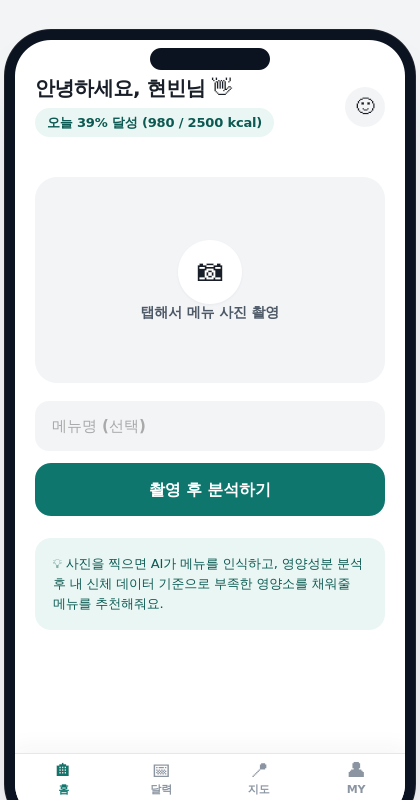 안녕하세요, 현빈님 👋
오늘 39% 달성 (980 / 2500 kcal)
탭해서 메뉴 사진 촬영
메뉴명 (선택)
촬영 후 분석하기
💡 사진을 찍으면 AI가 메뉴를 인식하고, 영양성분 분석
후 내 신체 데이터 기준으로 부족한 영양소를 채워줄
메뉴를 추천해줘요.
홈
달력
지도
MY